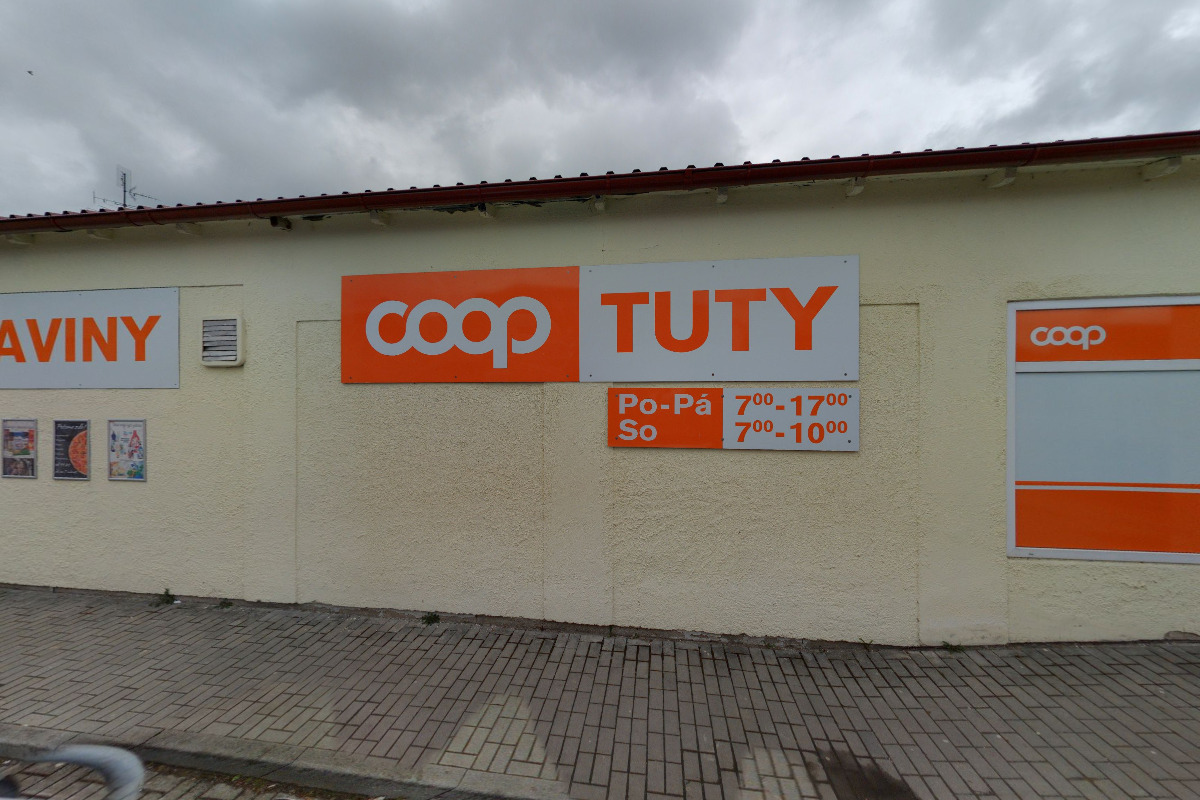 AVINY
coop TUTY
Po-Pá 7⁰⁰-17⁰⁰
So 7⁰⁰-10⁰⁰
coop